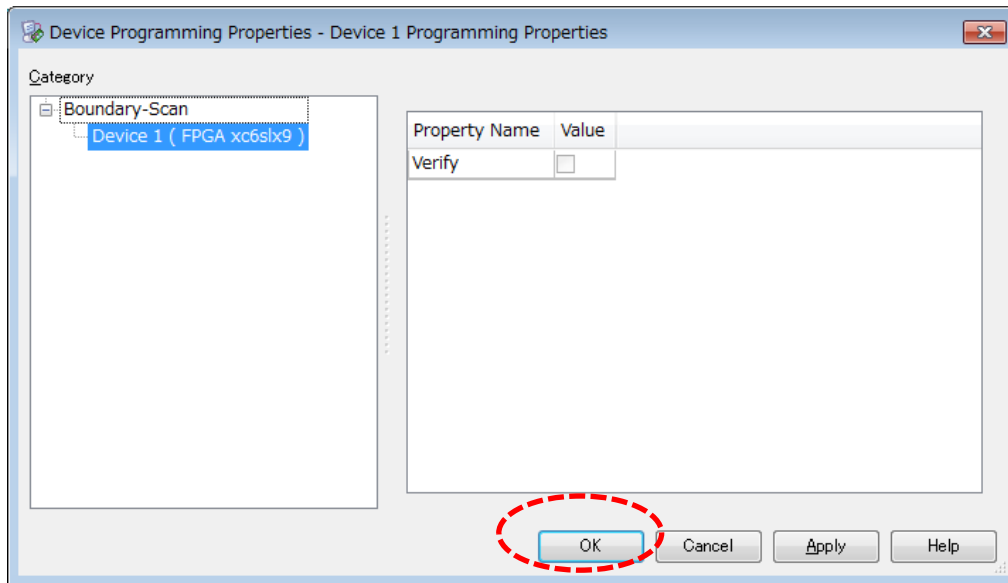 Device Programming Properties - Device 1 Programming Properties
Category
Boundary-Scan
Device 1 ( FPGA xc6slx9 )
Property Name Value
Verify
OK Cancel Apply Help